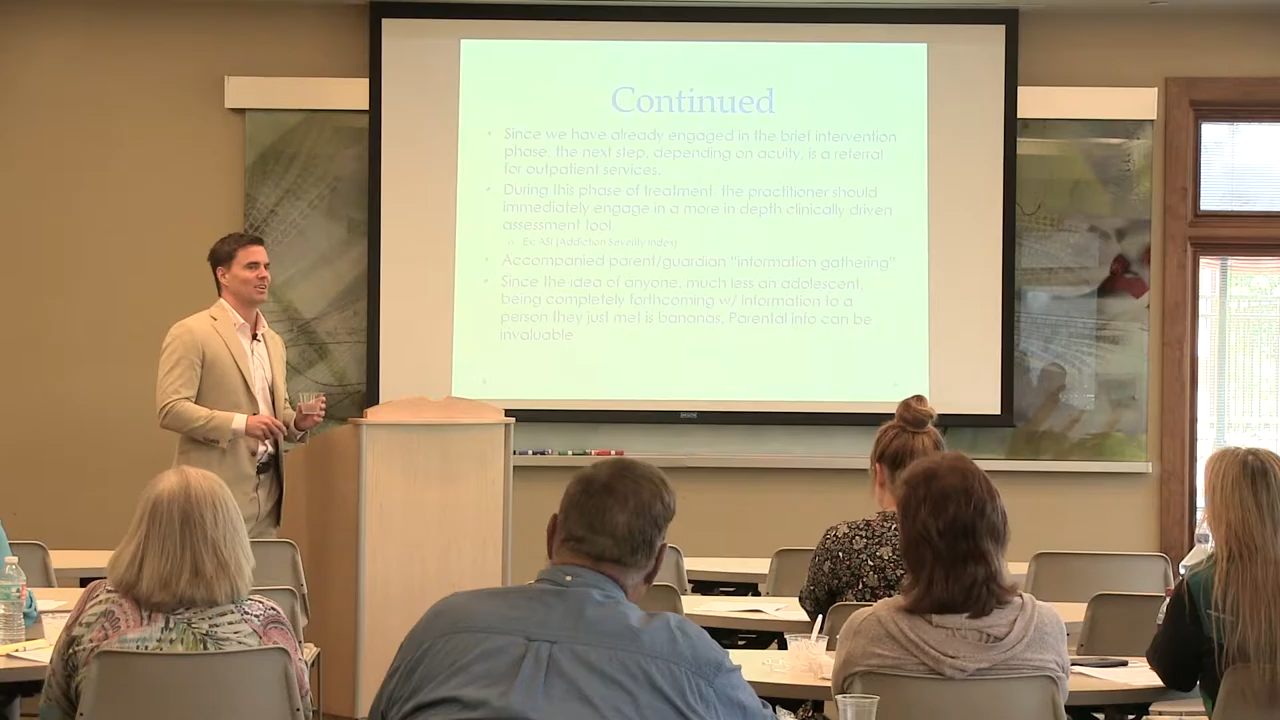 Continued
Since we have already engaged in the brief intervention
phase, the next step, depending on acuity, is a referral
for outpatient services.
During this phase of treatment, the practitioner should
immediately engage in a more in depth clinically driven
assessment tool.
Ex: ASI (Addiction Severity Index)
Accompanied parent/guardian "information gathering"
Since the idea of anyone, much less an adolescent,
being completely forthcoming w/ information to a
person they just met is bananas. Parental info can be
invaluable